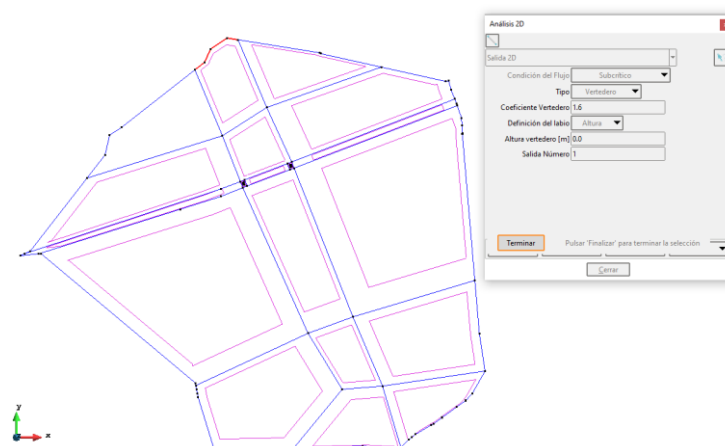 Análisis 2D
Salida 2D
Condición del Flujo Subcrítico
Tipo Vertedero
Coeficiente Vertedero 1.6
Definición del labio Altura
Altura vertedero [m] 0.0
Salida Número 1
Terminar Pulsar 'Finalizar' para terminar la selección
Cerrar
y
x